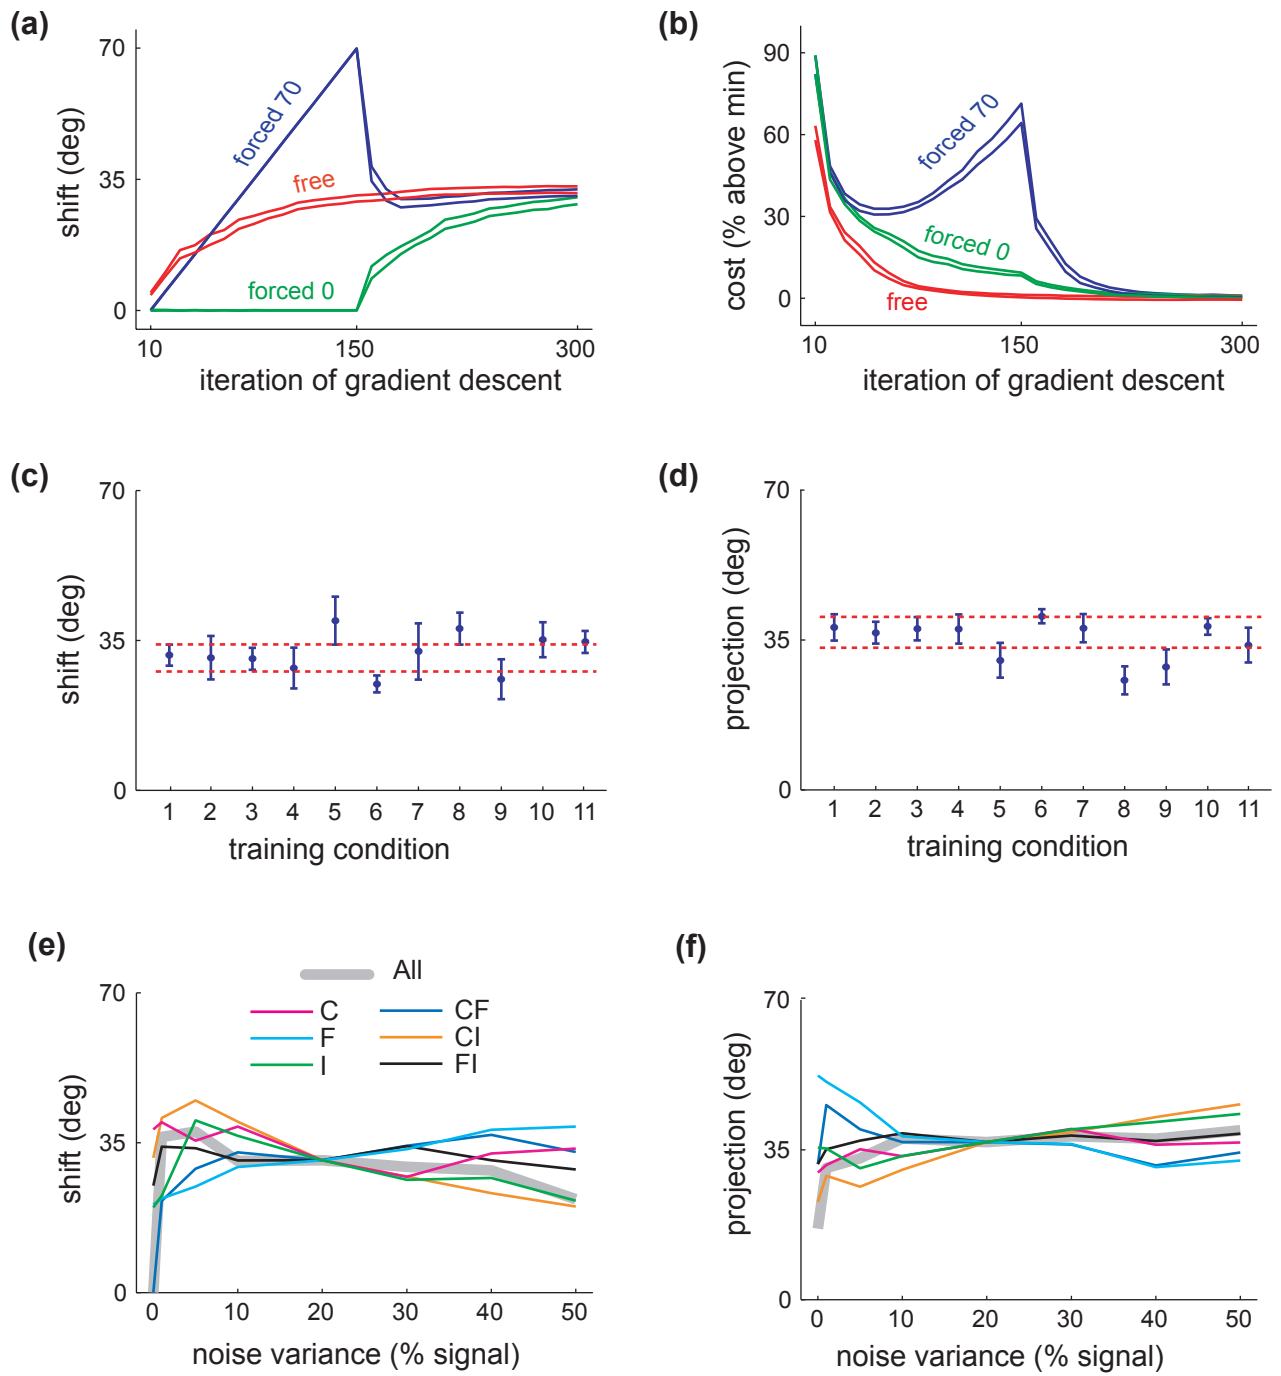 (a)
70
35
0
shift (deg)
forced 70
free
forced 0
10 150 300
iteration of gradient descent
(b)
90
60
30
0
cost (% above min)
forced 70
forced 0
free
10 150 300
iteration of gradient descent
(c)
70
35
0
shift (deg)
1 2 3 4 5 6 7 8 9 10 11
training condition
(d)
70
35
0
projection (deg)
1 2 3 4 5 6 7 8 9 10 11
training condition
(e)
All
C CF
F CI
I FI
70
35
0
shift (deg)
0 10 20 30 40 50
noise variance (% signal)
(f)
70
35
0
projection (deg)
0 10 20 30 40 50
noise variance (% signal)